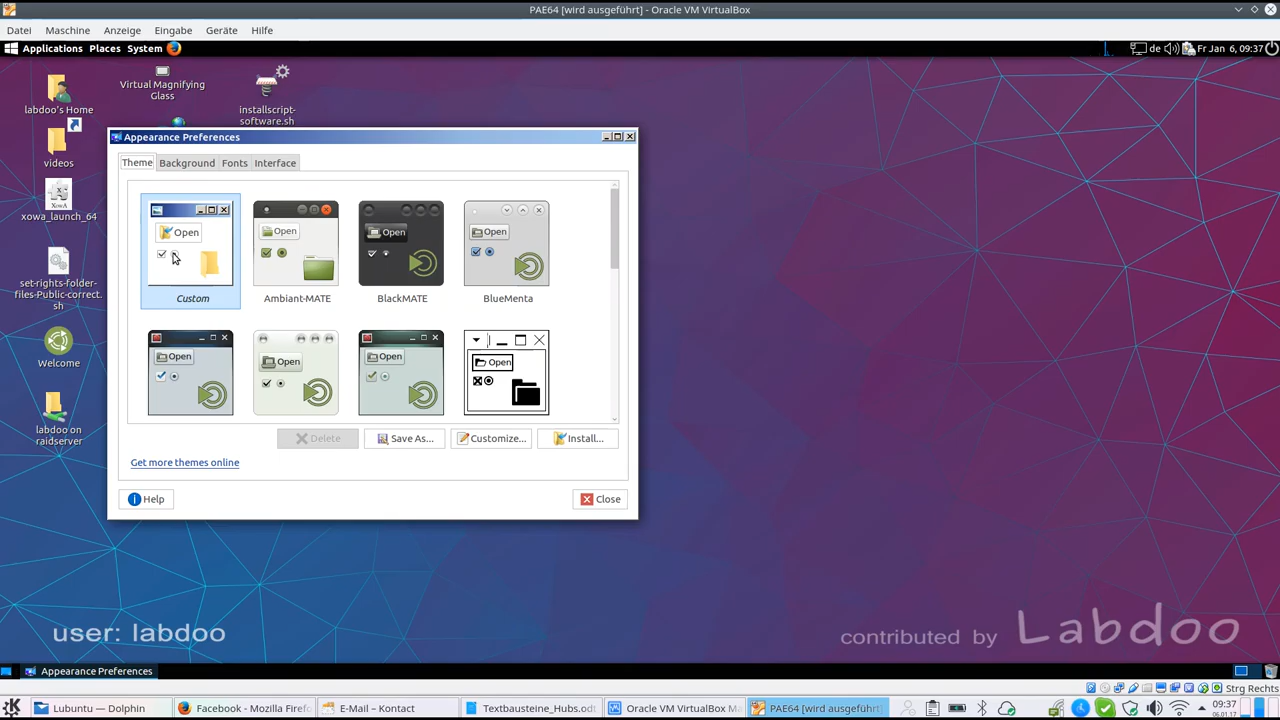 PAE64 [wird ausgeführt] - Oracle VM VirtualBox
Datei Maschine Anzeige Eingabe Geräte Hilfe
Applications Places System
de Fr Jan 6, 09:37
labdoo's Home
Virtual Magnifying
Glass
installscript-
software.sh
videos
xowa_launch_64
set-rights-folder-
files-Public-correct.
sh
Welcome
labdoo on
raidserver
Appearance Preferences
Theme Background Fonts Interface
Open Open Open Open
Custom Ambiant-MATE BlackMATE BlueMenta
Open Open Open Open
Delete Save As... Customize... Install...
Get more themes online
Help Close
user: labdoo
contributed by Labdoo
Appearance Preferences
Strg Rechts
Lubuntu — Dolphin Facebook - Mozilla Firefo E-Mail – Kontact Textbausteine_Hubs.odt Oracle VM VirtualBox Ma PAE64 [wird ausgeführt] 09:37
06.01.17